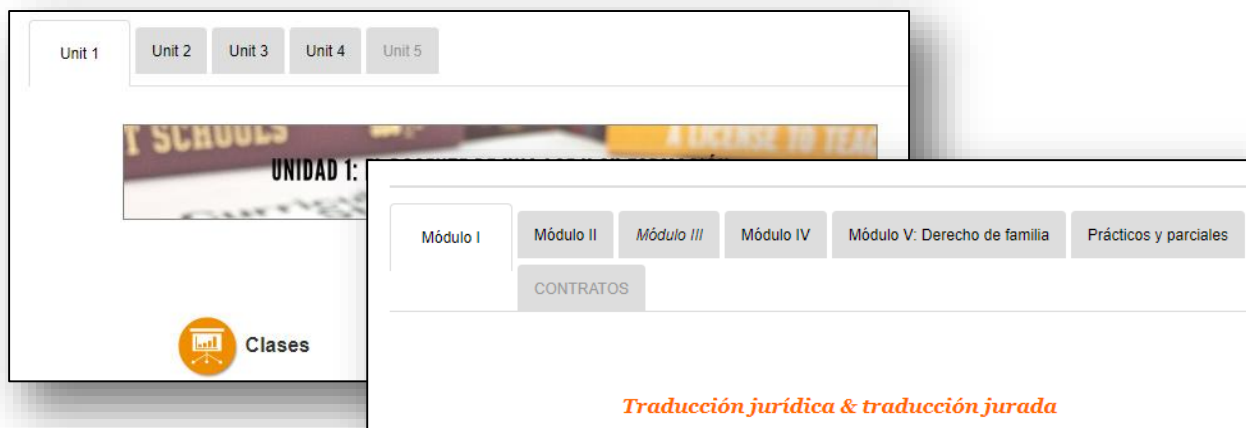 Unit 1 Unit 2 Unit 3 Unit 4 Unit 5
T SCHOOLS
A LICENSE TO TEAC
UNIDAD 1:
Clases
Módulo I Módulo II Módulo III Módulo IV Módulo V: Derecho de familia Prácticos y parciales
CONTRATOS
Traducción jurídica & traducción jurada